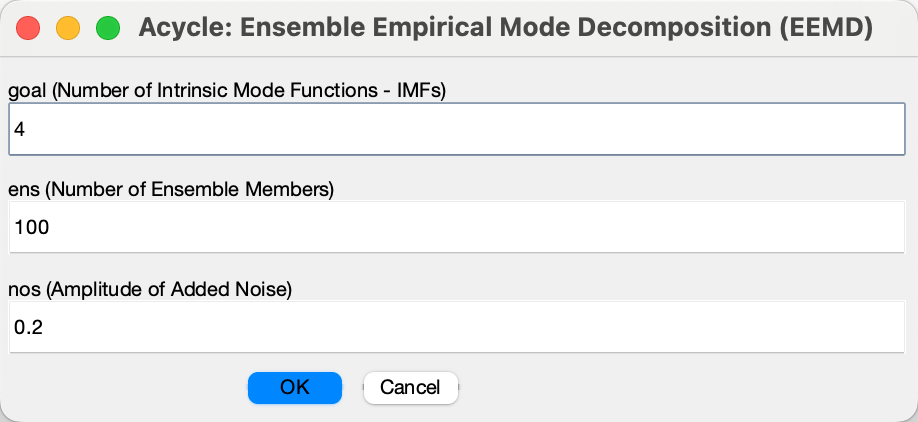 Acycle: Ensemble Empirical Mode Decomposition (EEMD)
goal (Number of Intrinsic Mode Functions - IMFs)
4
ens (Number of Ensemble Members)
100
nos (Amplitude of Added Noise)
0.2
OK Cancel